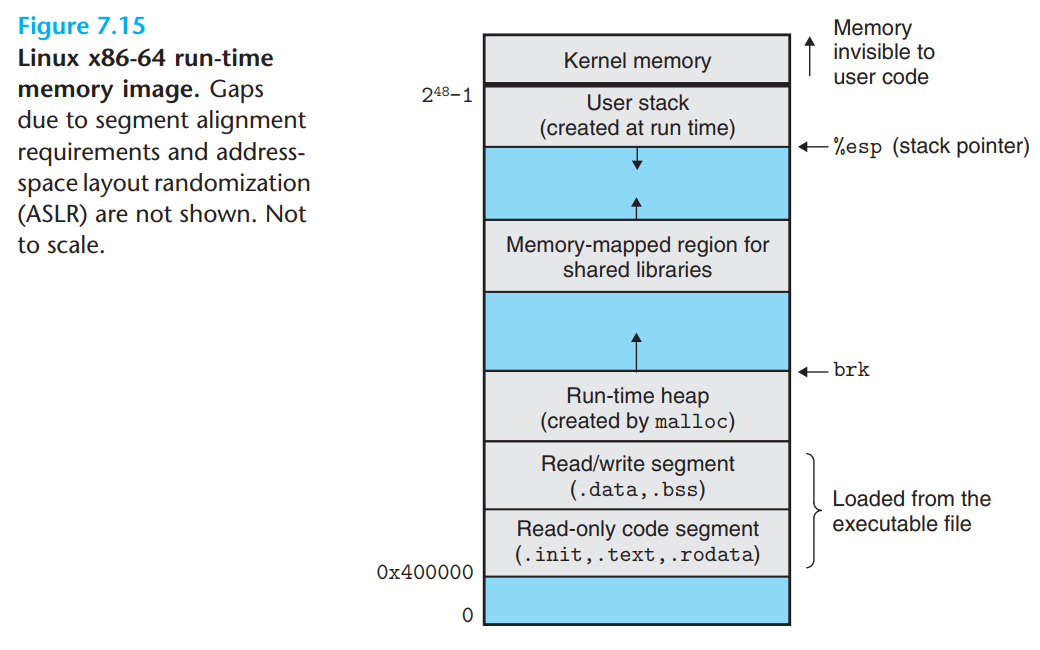 Figure 7.15
Linux x86-64 run-time
memory image. Gaps
due to segment alignment
requirements and address-
space layout randomization
(ASLR) are not shown. Not
to scale.
Kernel memory
Memory
invisible to
user code
2⁴⁸−1
User stack
(created at run time)
%esp (stack pointer)
Memory-mapped region for
shared libraries
brk
Run-time heap
(created by malloc)
Read/write segment
(.data,.bss)
Loaded from the
executable file
Read-only code segment
(.init,.text,.rodata)
0x400000
0